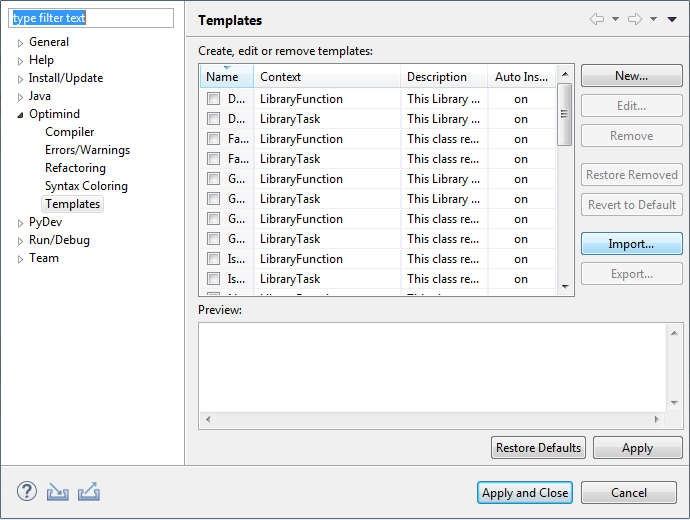 type filter text
Templates
General
Help
Install/Update
Java
Optimind
Compiler
Errors/Warnings
Refactoring
Syntax Coloring
Templates
PyDev
Run/Debug
Team
Create, edit or remove templates:
Name Context Description Auto Ins...
D... LibraryFunction This Library ... on
D... LibraryTask This Library ... on
Fa... LibraryFunction This class re... on
Fa... LibraryTask This class re... on
G... LibraryFunction This Library ... on
G... LibraryTask This Library ... on
G... LibraryFunction This class re... on
G... LibraryTask This class re... on
Is... LibraryFunction This class re... on
Is... LibraryTask This class re... on
New...
Edit...
Remove
Restore Removed
Revert to Default
Import...
Export...
Preview:
Restore Defaults Apply
? Apply and Close Cancel